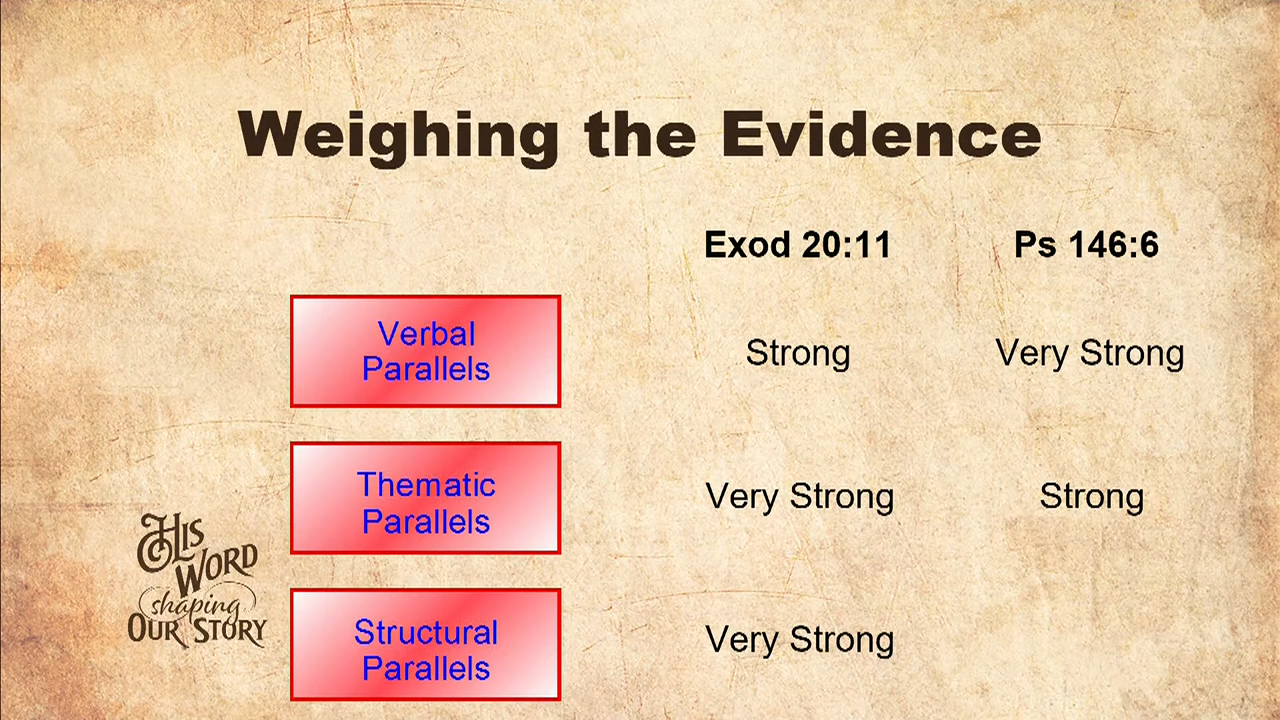 Weighing the Evidence
Exod 20:11 Ps 146:6
Verbal
Parallels
Strong Very Strong
Thematic
Parallels
Very Strong Strong
Structural
Parallels
Very Strong
His
Word
shaping
Our Story